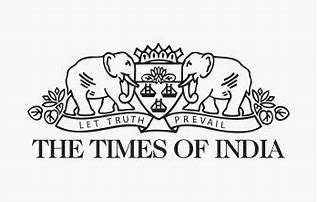 LET TRUTH PREVAIL
THE TIMES OF INDIA